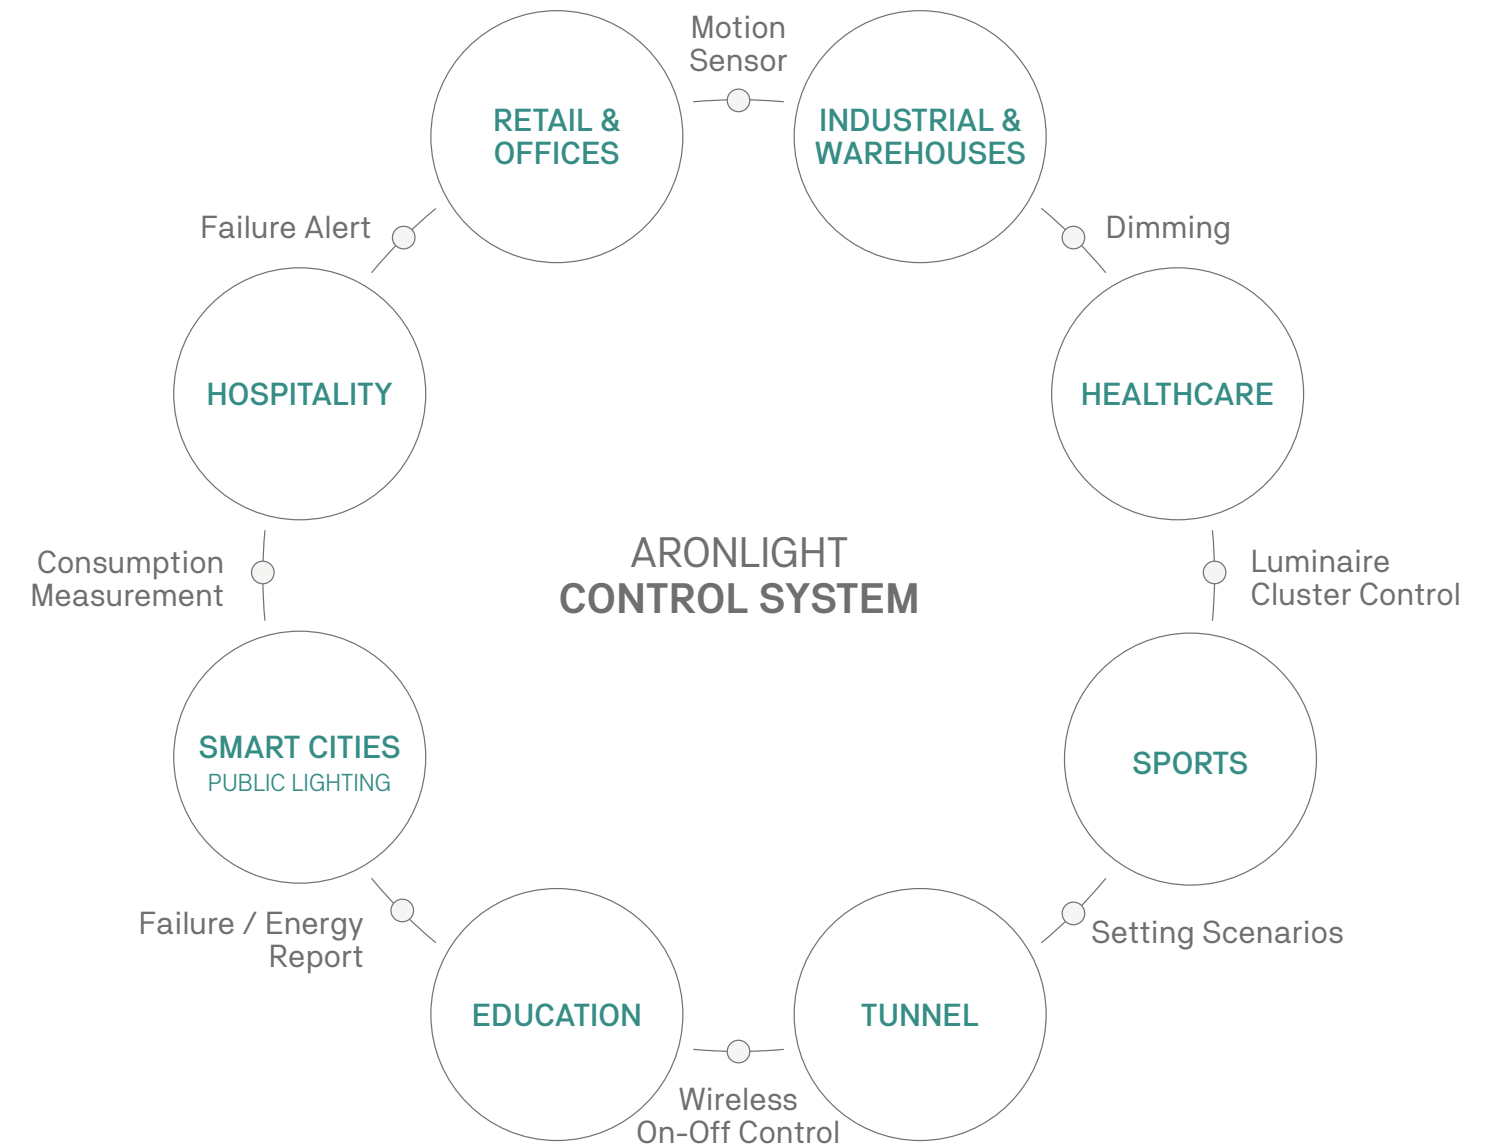 Motion
Sensor
RETAIL &
OFFICES
INDUSTRIAL &
WAREHOUSES
Failure Alert
Dimming
HOSPITALITY
HEALTHCARE
ARONLIGHT
CONTROL SYSTEM
Consumption
Measurement
Luminaire
Cluster Control
SMART CITIES
PUBLIC LIGHTING
SPORTS
Failure / Energy
Report
Setting Scenarios
EDUCATION
TUNNEL
Wireless
On-Off Control